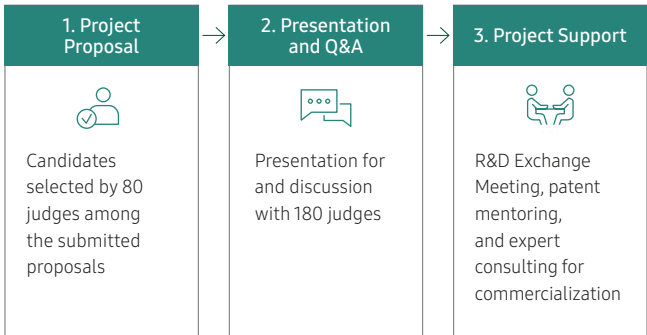 1. Project
Proposal
2. Presentation
and Q&A
3. Project Support
Candidates
selected by 80
judges among
the submitted
proposals
Presentation for
and discussion
with 180 judges
R&D Exchange
Meeting, patent
mentoring,
and expert
consulting for
commercialization